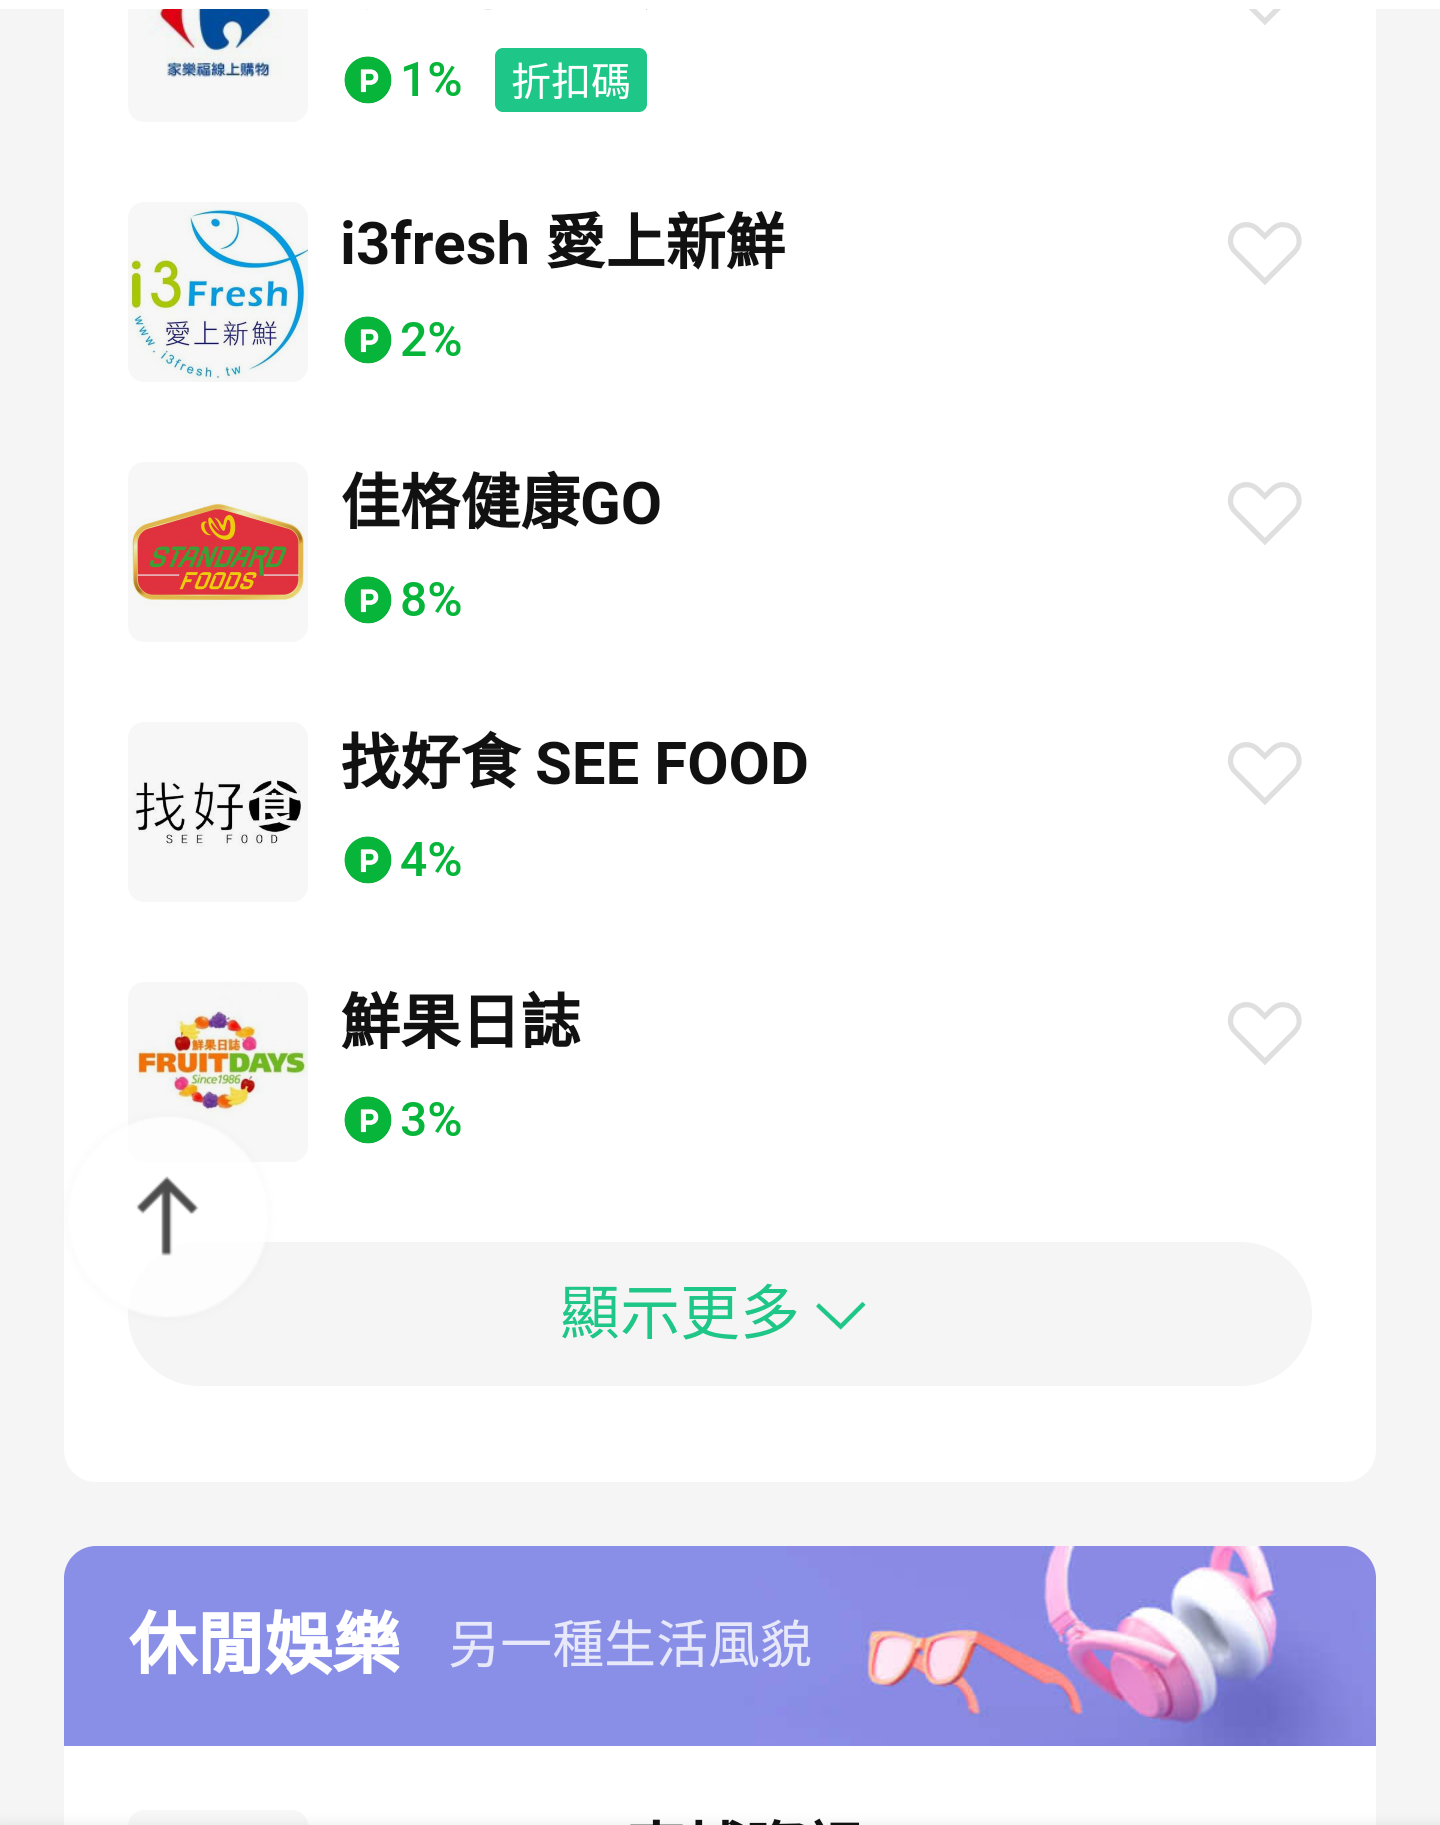 家樂福線上購物
P 1% 折扣碼
i3 Fresh
愛上新鮮
www.i3fresh.tw
i3fresh 愛上新鮮
P 2%
STANDARD
FOODS
佳格健康GO
P 8%
找好食
SEE FOOD
找好食 SEE FOOD
P 4%
鮮果日誌
FRUITDAYS
Since1986
鮮果日誌
P 3%
顯示更多
休閒娛樂 另一種生活風貌